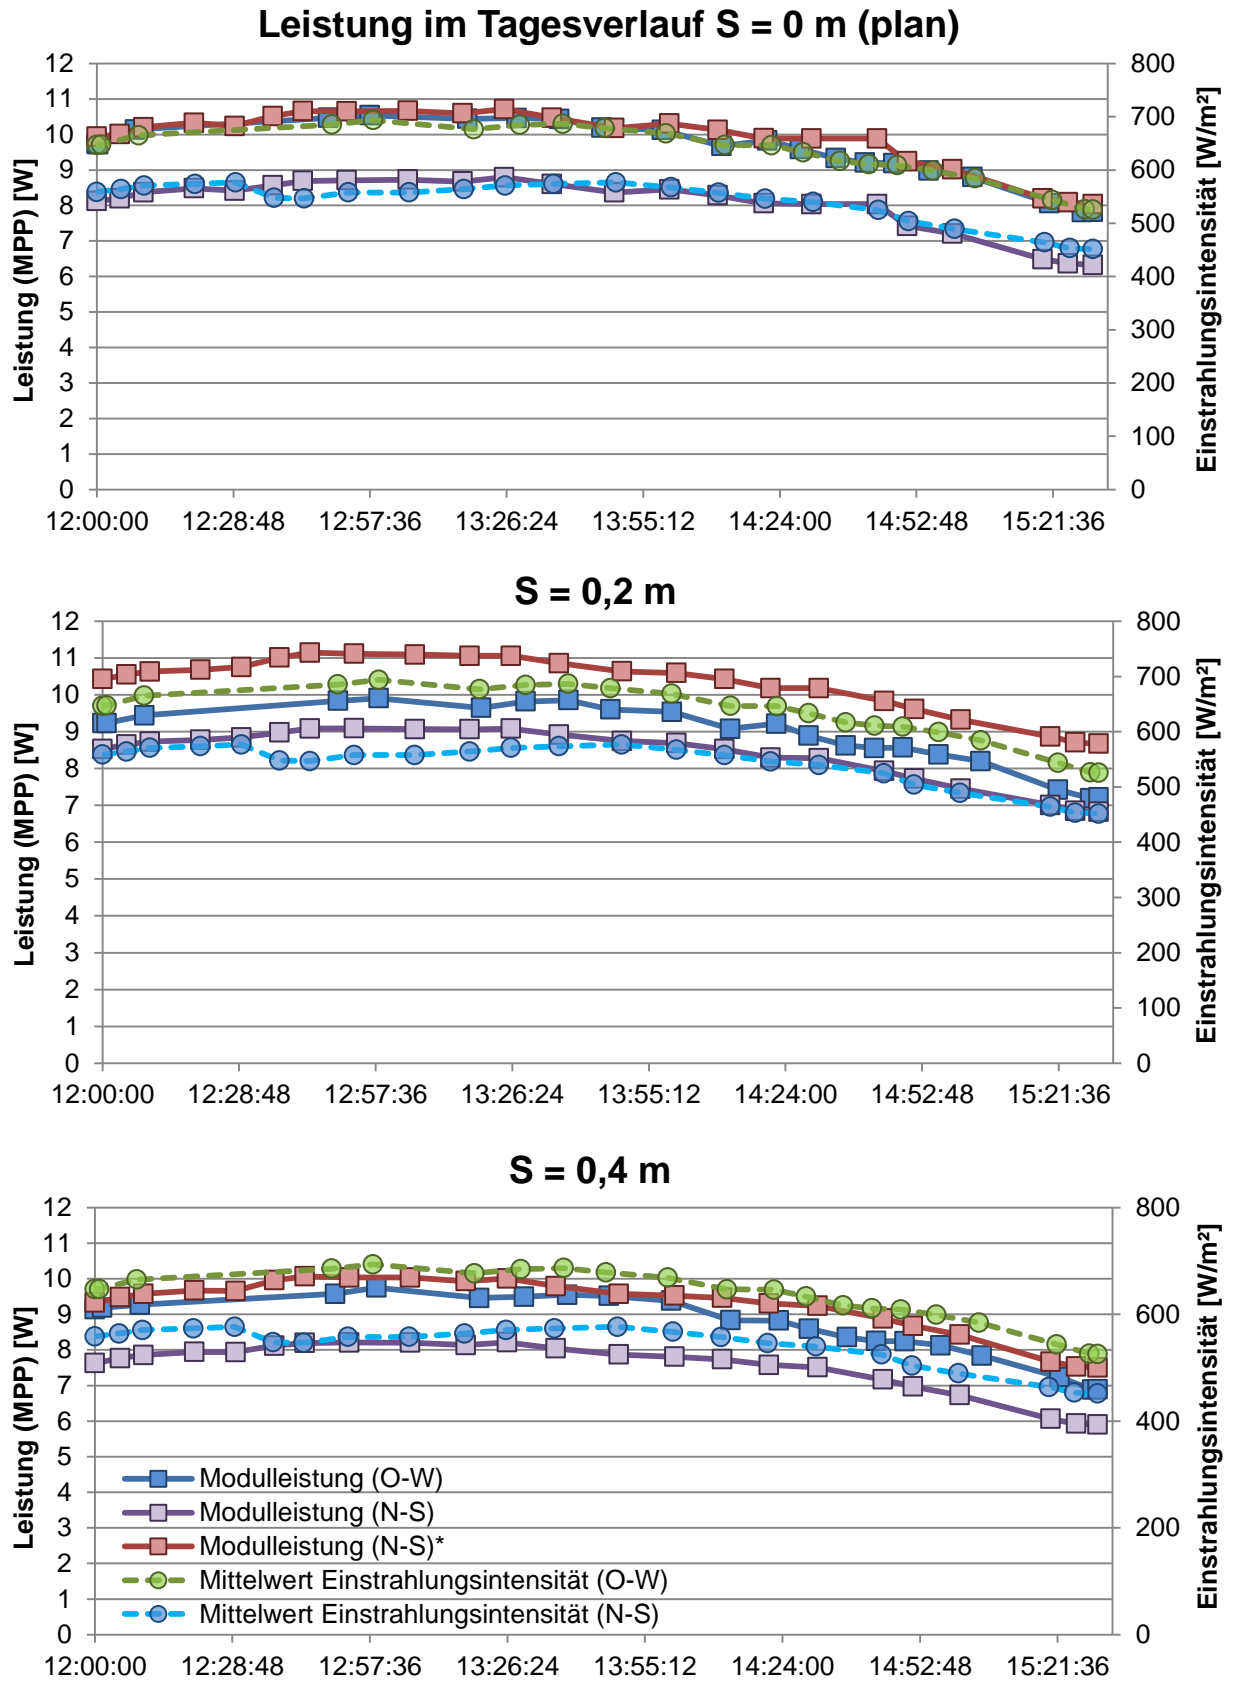 Leistung im Tagesverlauf S = 0 m (plan)
12 800
11
10 700
9 600
8
7 500
6 400
5
4 300
3 200
2
1 100
0 0
Leistung (MPP) [W]
Einstrahlungsintensität [W/m²]
12:00:00 12:28:48 12:57:36 13:26:24 13:55:12 14:24:00 14:52:48 15:21:36
S = 0,2 m
12 800
11 700
10
9 600
8 500
7
6 400
5 300
4
3 200
2 100
1
0 0
Leistung (MPP) [W]
Einstrahlungsintensität [W/m²]
12:00:00 12:28:48 12:57:36 13:26:24 13:55:12 14:24:00 14:52:48 15:21:36
S = 0,4 m
12 800
11
10
9 600
8
7
6 400
5
4
3 200
2
1
0 0
Leistung (MPP) [W]
Einstrahlungsintensität [W/m²]
Modulleistung (O-W)
Modulleistung (N-S)
Modulleistung (N-S)*
Mittelwert Einstrahlungsintensität (O-W)
Mittelwert Einstrahlungsintensität (N-S)
12:00:00 12:28:48 12:57:36 13:26:24 13:55:12 14:24:00 14:52:48 15:21:36